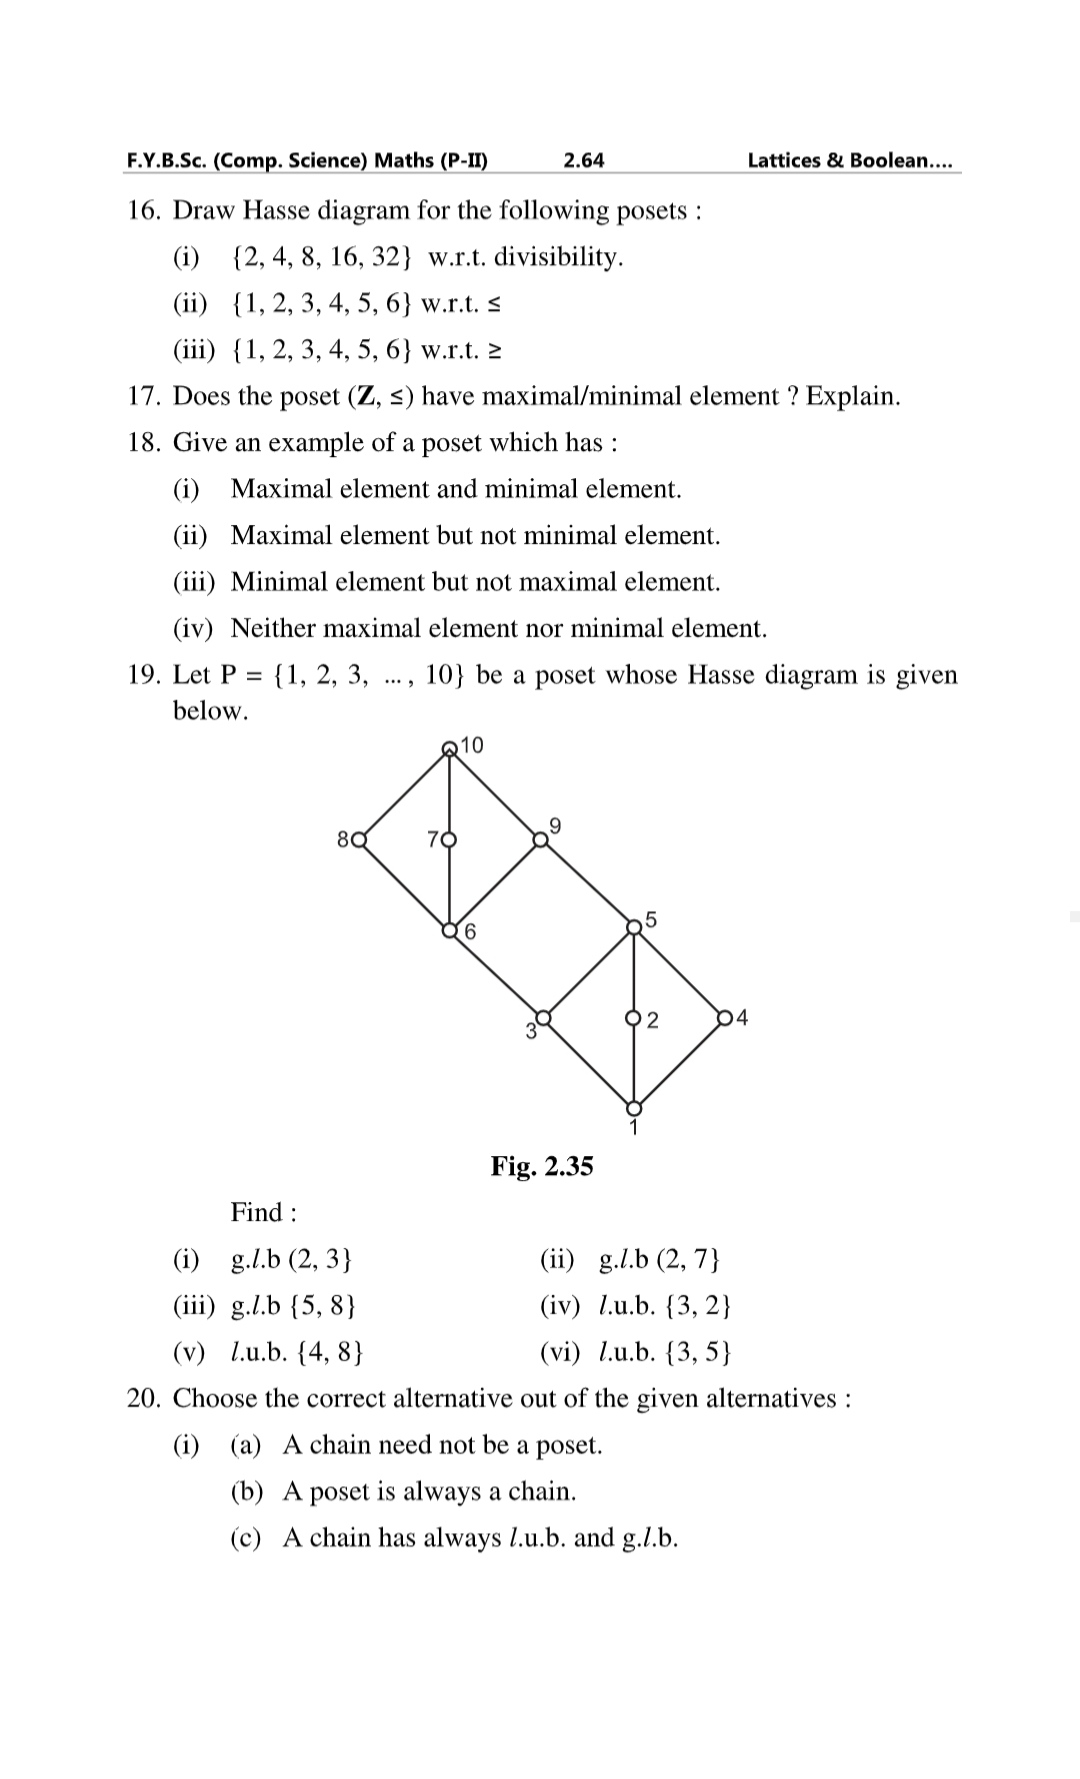 F.Y.B.Sc. (Comp. Science) Maths (P-II) 2.64 Lattices & Boolean....
16. Draw Hasse diagram for the following posets :
(i) {2, 4, 8, 16, 32} w.r.t. divisibility.
(ii) {1, 2, 3, 4, 5, 6} w.r.t. ≤
(iii) {1, 2, 3, 4, 5, 6} w.r.t. ≥
17. Does the poset (Z, ≤) have maximal/minimal element ? Explain.
18. Give an example of a poset which has :
(i) Maximal element and minimal element.
(ii) Maximal element but not minimal element.
(iii) Minimal element but not maximal element.
(iv) Neither maximal element nor minimal element.
19. Let P = {1, 2, 3, ... , 10} be a poset whose Hasse diagram is given
below.
10
9
8 7
5
6
3 2 4
1
Fig. 2.35
Find :
(i) g.l.b (2, 3} (ii) g.l.b (2, 7}
(iii) g.l.b {5, 8} (iv) l.u.b. {3, 2}
(v) l.u.b. {4, 8} (vi) l.u.b. {3, 5}
20. Choose the correct alternative out of the given alternatives :
(i) (a) A chain need not be a poset.
(b) A poset is always a chain.
(c) A chain has always l.u.b. and g.l.b.